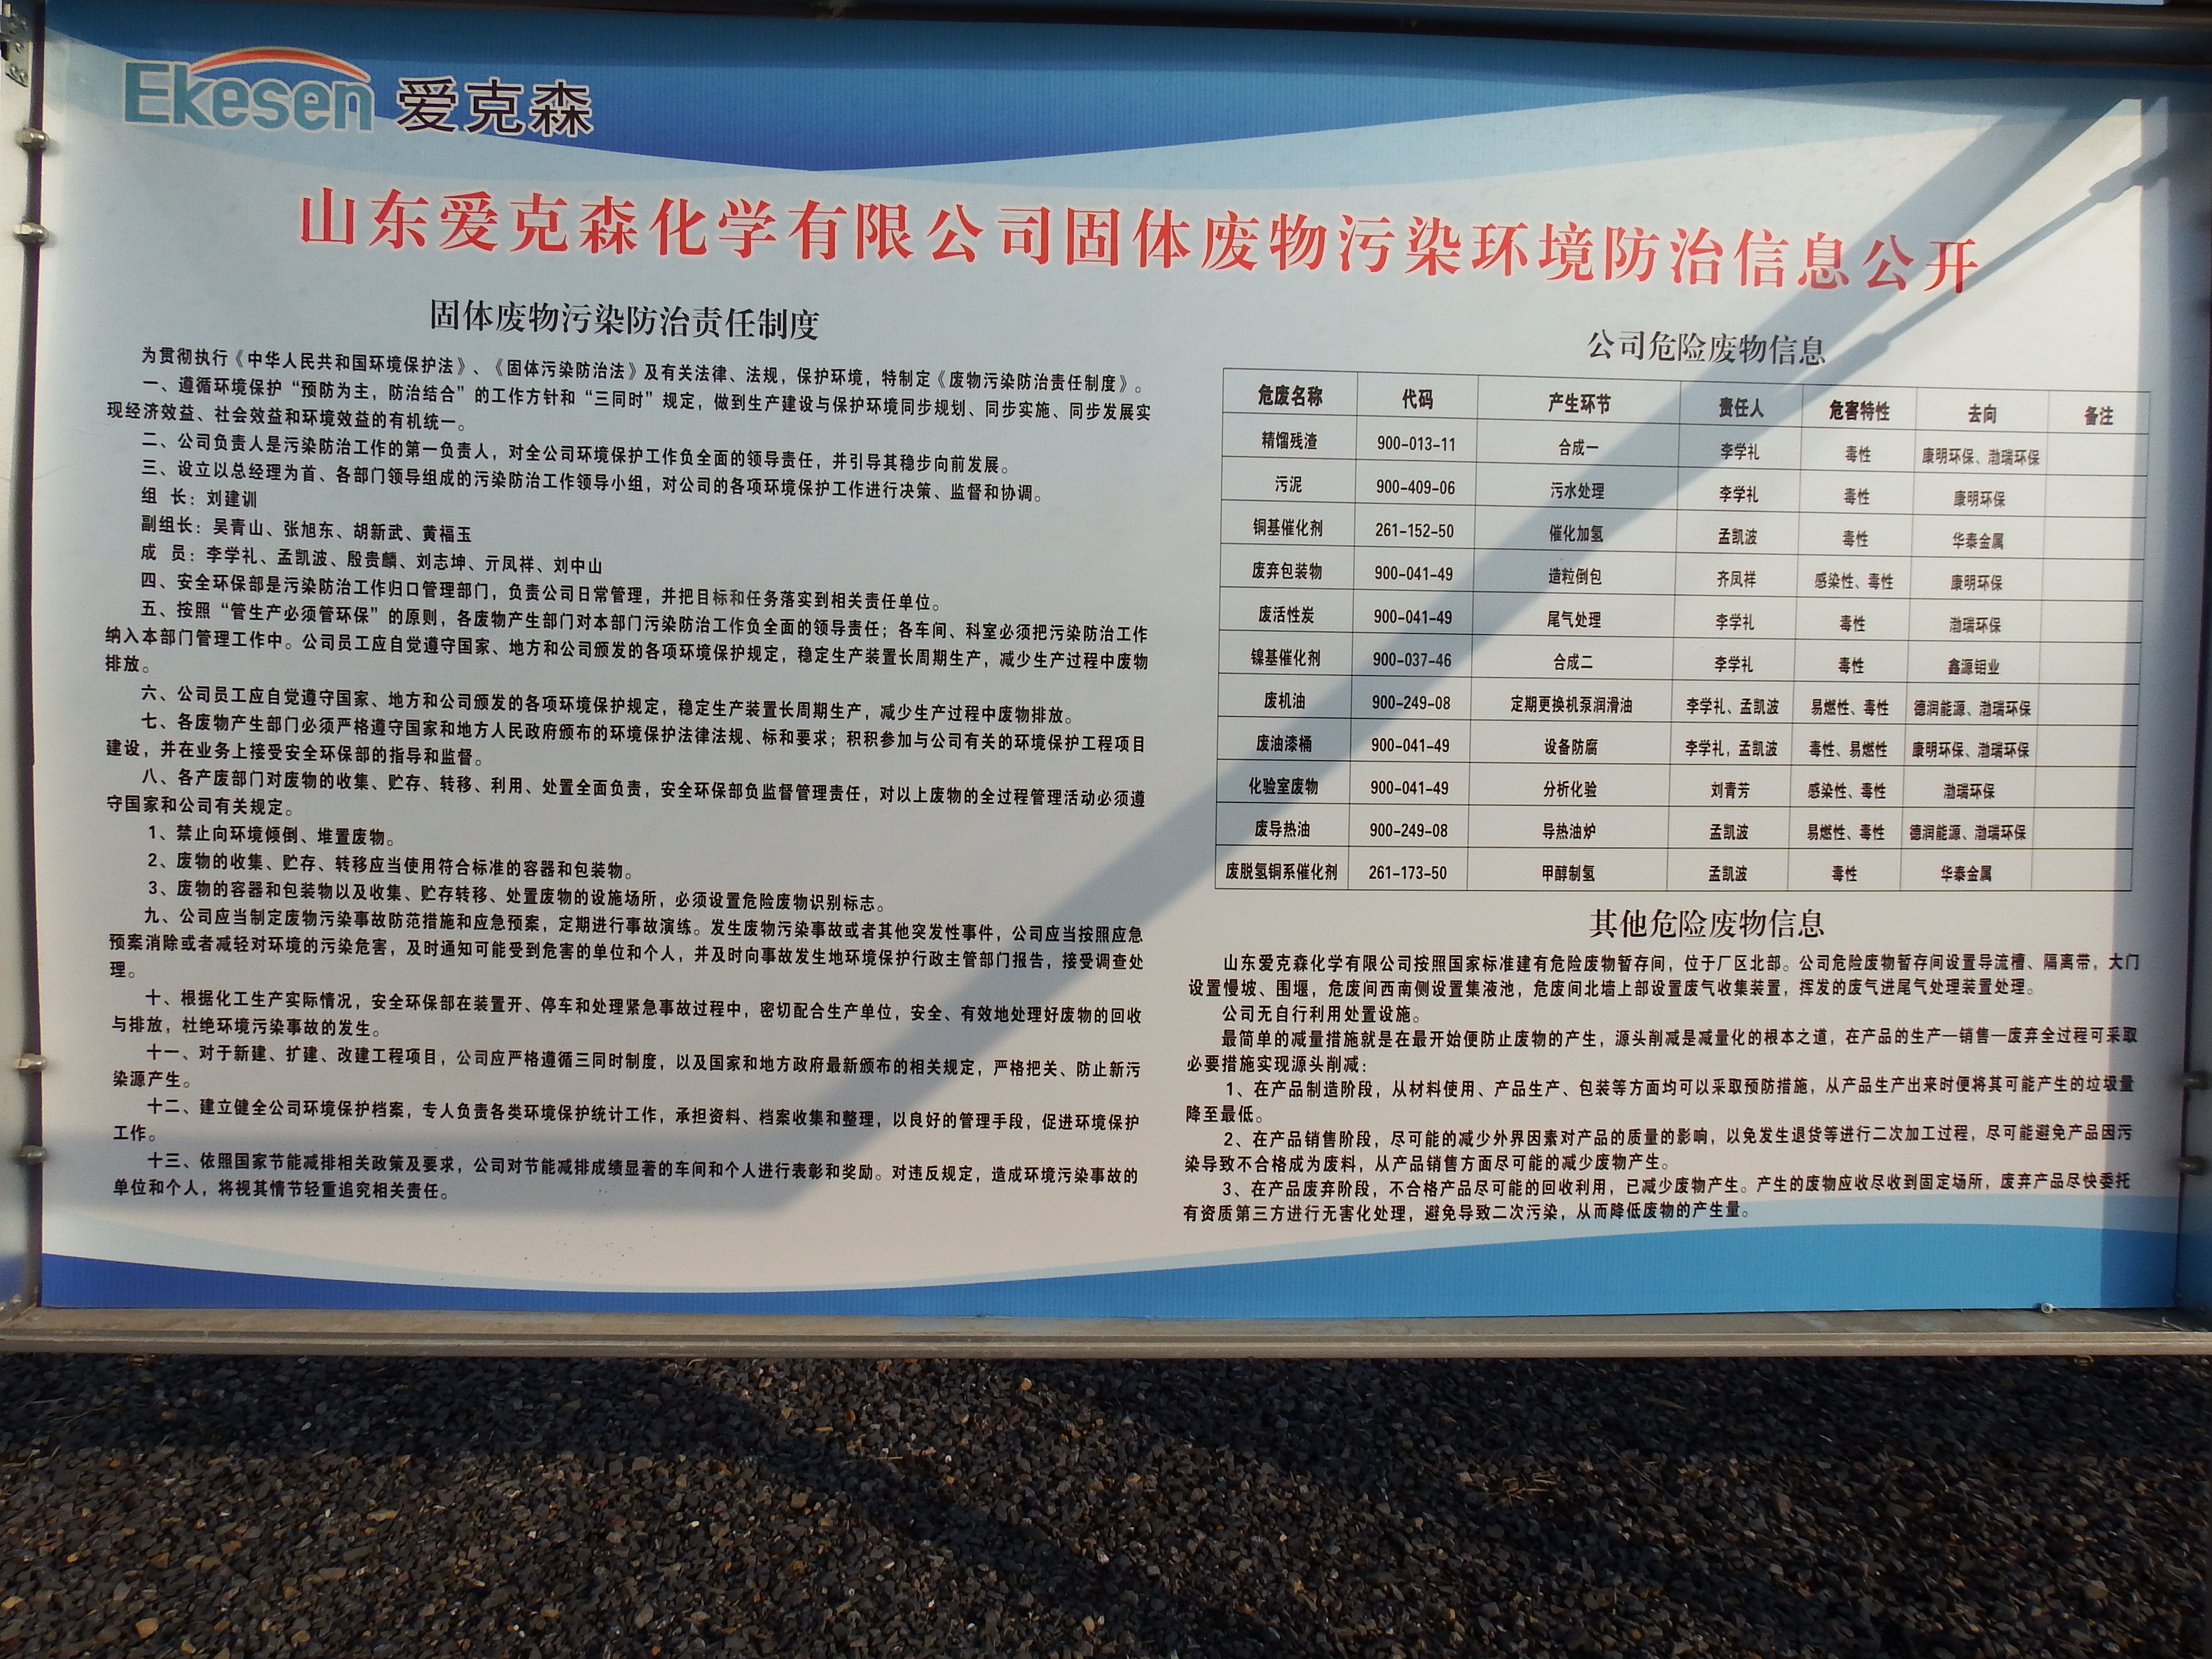 Ekesen 爱克森
山东爱克森化学有限公司固体废物污染环境防治信息公开
固体废物污染防治责任制度
为贯彻执行《中华人民共和国环境保护法》、《固体污染防治法》及有关法律、法规，保护环境，特制定《废物污染防治责任制度》。
一、遵循环境保护“预防为主，防治结合”的工作方针和“三同时”规定，做到生产建设与保护环境同步规划、同步实施、同步发展实
现经济效益、社会效益和环境效益的有机统一。
二、公司负责人是污染防治工作的第一负责人，对全公司环境保护工作负全面的领导责任，并引导其稳步向前发展。
三、设立以总经理为首、各部门领导组成的污染防治工作领导小组，对公司的各项环境保护工作进行决策、监督和协调。
组 长：刘建训
副组长：吴青山、张旭东、胡新武、黄福玉
成 员：李学礼、孟凯波、殷贵麟、刘志坤、亓凤祥、刘中山
四、安全环保部是污染防治工作归口管理部门，负责公司日常管理，并把目标和任务落实到相关责任单位。
五、按照“管生产必须管环保”的原则，各废物产生部门对本部门污染防治工作负全面的领导责任；各车间、科室必须把污染防治工作
纳入本部门管理工作中。公司员工应自觉遵守国家、地方和公司颁发的各项环境保护规定，稳定生产装置长周期生产，减少生产过程中废物
排放。
六、公司员工应自觉遵守国家、地方和公司颁发的各项环境保护规定，稳定生产装置长周期生产，减少生产过程中废物排放。
七、各废物产生部门必须严格遵守国家和地方人民政府颁布的环境保护法律法规、标和要求；积积参加与公司有关的环境保护工程项目
建设，并在业务上接受安全环保部的指导和监督。
八、各产废部门对废物的收集、贮存、转移、利用、处置全面负责，安全环保部负监督管理责任，对以上废物的全过程管理活动必须遵
守国家和公司有关规定。
1、禁止向环境倾倒、堆置废物。
2、废物的收集、贮存、转移应当使用符合标准的容器和包装物。
3、废物的容器和包装物以及收集、贮存转移、处置废物的设施场所，必须设置危险废物识别标志。
九、公司应当制定废物污染事故防范措施和应急预案，定期进行事故演练。发生废物污染事故或者其他突发性事件，公司应当按照应急
预案消除或者减轻对环境的污染危害，及时通知可能受到危害的单位和个人，并及时向事故发生地环境保护行政主管部门报告，接受调查处
理。
十、根据化工生产实际情况，安全环保部在装置开、停车和处理紧急事故过程中，密切配合生产单位，安全、有效地处理好废物的回收
与排放，杜绝环境污染事故的发生。
十一、对于新建、扩建、改建工程项目，公司应严格遵循三同时制度，以及国家和地方政府最新颁布的相关规定，严格把关、防止新污
染源产生。
十二、建立健全公司环境保护档案，专人负责各类环境保护统计工作，承担资料、档案收集和整理，以良好的管理手段，促进环境保护
工作。
十三、依照国家节能减排相关政策及要求，公司对节能减排成绩显著的车间和个人进行表彰和奖励。对违反规定，造成环境污染事故的
单位和个人，将视其情节轻重追究相关责任。
公司危险废物信息
危废名称 代码 产生环节 责任人 危害特性 去向 备注
精馏残渣 900-013-11 合成一 李学礼 毒性 康明环保、渤瑞环保
污泥 900-409-06 污水处理 李学礼 毒性 康明环保
铜基催化剂 261-152-50 催化加氢 孟凯波 毒性 华泰金属
废弃包装物 900-041-49 造粒倒包 齐凤祥 感染性、毒性 康明环保
废活性炭 900-041-49 尾气处理 李学礼 毒性 渤瑞环保
镍基催化剂 900-037-46 合成二 李学礼 毒性 鑫源钼业
废机油 900-249-08 定期更换机泵润滑油 李学礼、孟凯波 易燃性、毒性 德润能源、渤瑞环保
废油漆桶 900-041-49 设备防腐 李学礼，孟凯波 毒性、易燃性 康明环保、渤瑞环保
化验室废物 900-041-49 分析化验 刘青芳 感染性、毒性 渤瑞环保
废导热油 900-249-08 导热油炉 孟凯波 易燃性、毒性 德润能源、渤瑞环保
废脱氢铜系催化剂 261-173-50 甲醇制氢 孟凯波 毒性 华泰金属
其他危险废物信息
山东爱克森化学有限公司按照国家标准建有危险废物暂存间，位于厂区北部。公司危险废物暂存间设置导流槽、隔离带，大门
设置慢坡、围堰，危废间西南侧设置集液池，危废间北墙上部设置废气收集装置，挥发的废气进尾气处理装置处理。
公司无自行利用处置设施。
最简单的减量措施就是在最开始便防止废物的产生，源头削减是减量化的根本之道，在产品的生产—销售—废弃全过程可采取
必要措施实现源头削减：
1、在产品制造阶段，从材料使用、产品生产、包装等方面均可以采取预防措施，从产品生产出来时便将其可能产生的垃圾量
降至最低。
2、在产品销售阶段，尽可能的减少外界因素对产品的质量的影响，以免发生退货等进行二次加工过程，尽可能避免产品因污
染导致不合格成为废料，从产品销售方面尽可能的减少废物产生。
3、在产品废弃阶段，不合格产品尽可能的回收利用，已减少废物产生。产生的废物应收尽收到固定场所，废弃产品尽快委托
有资质第三方进行无害化处理，避免导致二次污染，从而降低废物的产生量。